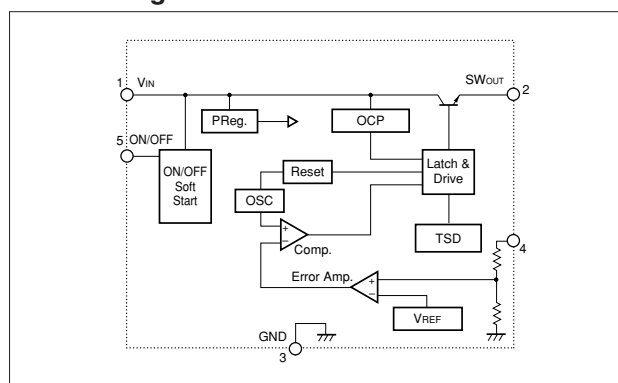 1 VIN
SWOUT 2
PReg.
OCP
5 ON/OFF
ON/OFF
Soft
Start
Reset
Latch &
Drive
OSC
+
−
Comp.
TSD
4
Error Amp.
+
−
VREF
GND
3